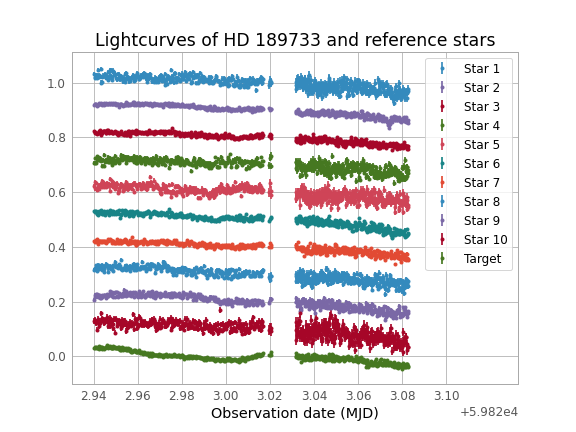 Lightcurves of HD 189733 and reference stars
1.0
0.8
0.6
0.4
0.2
0.0
Star 1
Star 2
Star 3
Star 4
Star 5
Star 6
Star 7
Star 8
Star 9
Star 10
Target
2.94 2.96 2.98 3.00 3.02 3.04 3.06 3.08 3.10
+5.982e4
Observation date (MJD)